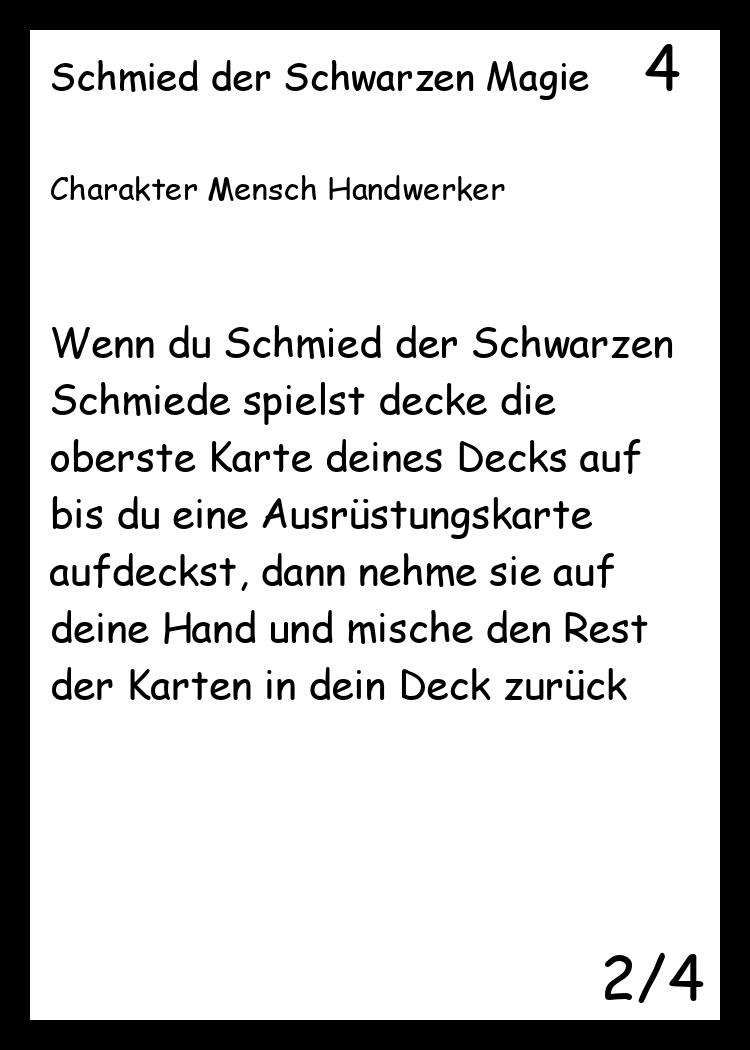 Schmied der Schwarzen Magie 4
Charakter Mensch Handwerker
Wenn du Schmied der Schwarzen
Schmiede spielst decke die
oberste Karte deines Decks auf
bis du eine Ausrüstungskarte
aufdeckst, dann nehme sie auf
deine Hand und mische den Rest
der Karten in dein Deck zurück
2/4